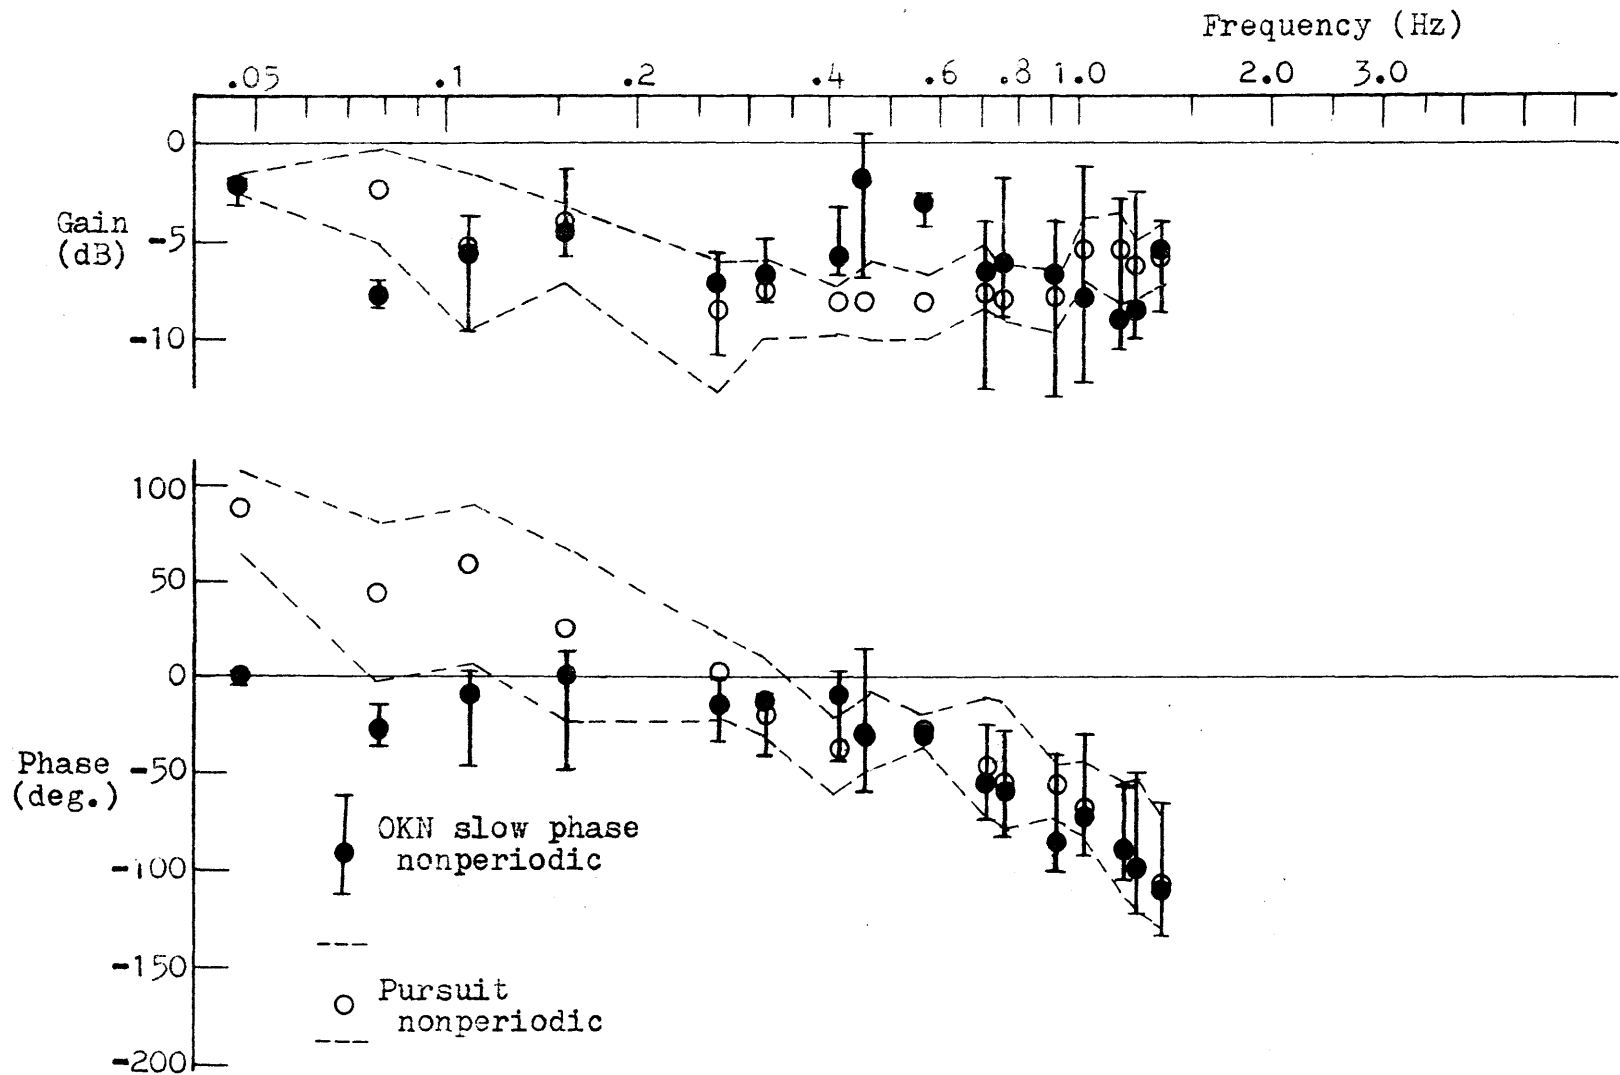 Frequency (Hz)
.05 .1 .2 .4 .6 .8 1.0 2.0 3.0
0
Gain
(dB)
-5
-10
100
50
0
Phase
(deg.)
-50
OKN slow phase
nonperiodic
-100
-150
Pursuit
nonperiodic
-200